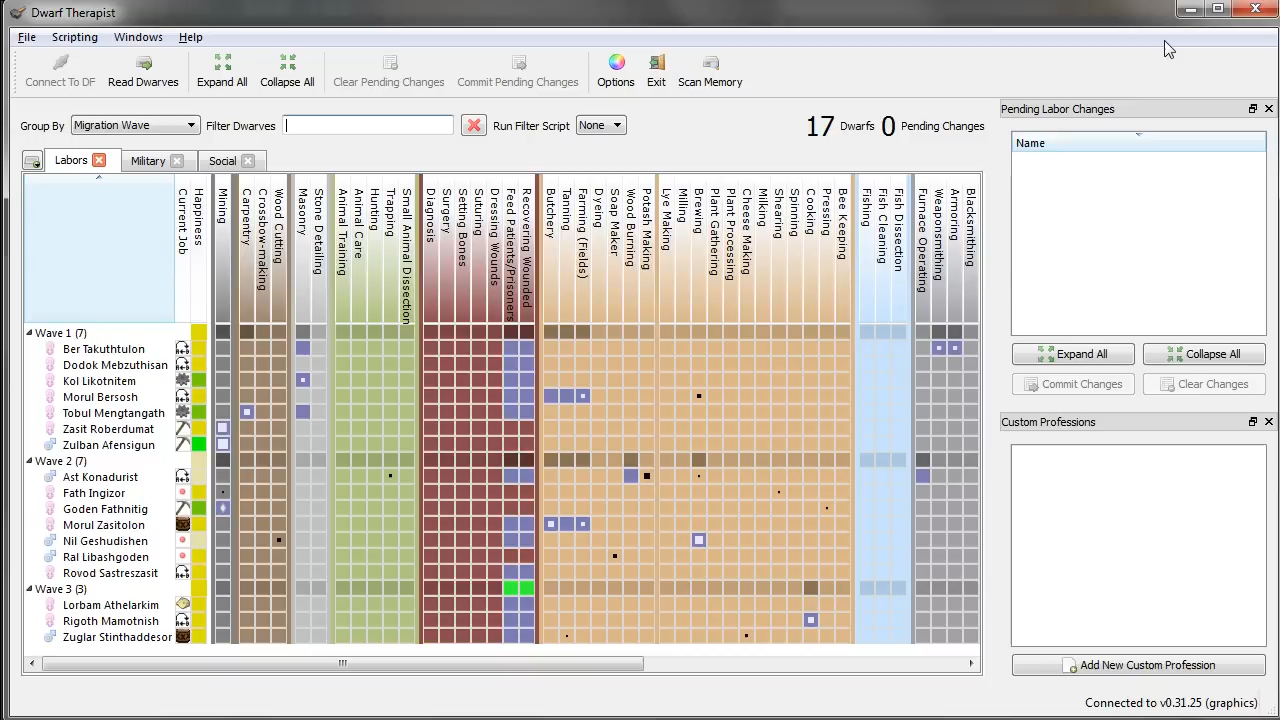 Dwarf Therapist
File Scripting Windows Help
Connect To DF Read Dwarves Expand All Collapse All Clear Pending Changes Commit Pending Changes Options Exit Scan Memory
Group By Migration Wave Filter Dwarves Run Filter Script None 17 Dwarfs 0 Pending Changes
Labors Military Social
Current Job
Happiness
Mining
Carpentry
Crossbow-making
Wood Cutting
Masonry
Stone Detailing
Animal Training
Animal Care
Hunting
Trapping
Small Animal Dissection
Diagnosis
Surgery
Setting Bones
Suturing
Dressing Wounds
Feed Patients/Prisoners
Recovering Wounded
Butchery
Tanning
Farming (Fields)
Dyeing
Soap Maker
Wood Burning
Potash Making
Lye Making
Milling
Brewing
Plant Gathering
Plant Processing
Cheese Making
Milking
Shearing
Spinning
Cooking
Pressing
Bee Keeping
Fishing
Fish Cleaning
Fish Dissection
Furnace Operating
Weaponsmithing
Armoring
Blacksmithing
Wave 1 (7)
Ber Takuthtulon
Dodok Mebzuthisan
Kol Likotnitem
Morul Bersosh
Tobul Mengtangath
Zasit Roberdumat
Zulban Afensigun
Wave 2 (7)
Ast Konadurist
Fath Ingizor
Goden Fathnitig
Morul Zasitolon
Nil Geshudishen
Ral Libashgoden
Rovod Sastreszasit
Wave 3 (3)
Lorbam Athelarkim
Rigoth Mamotnish
Zuglar Stinthaddesor
Pending Labor Changes
Name
Expand All Collapse All
Commit Changes Clear Changes
Custom Professions
Add New Custom Profession
Connected to v0.31.25 (graphics)